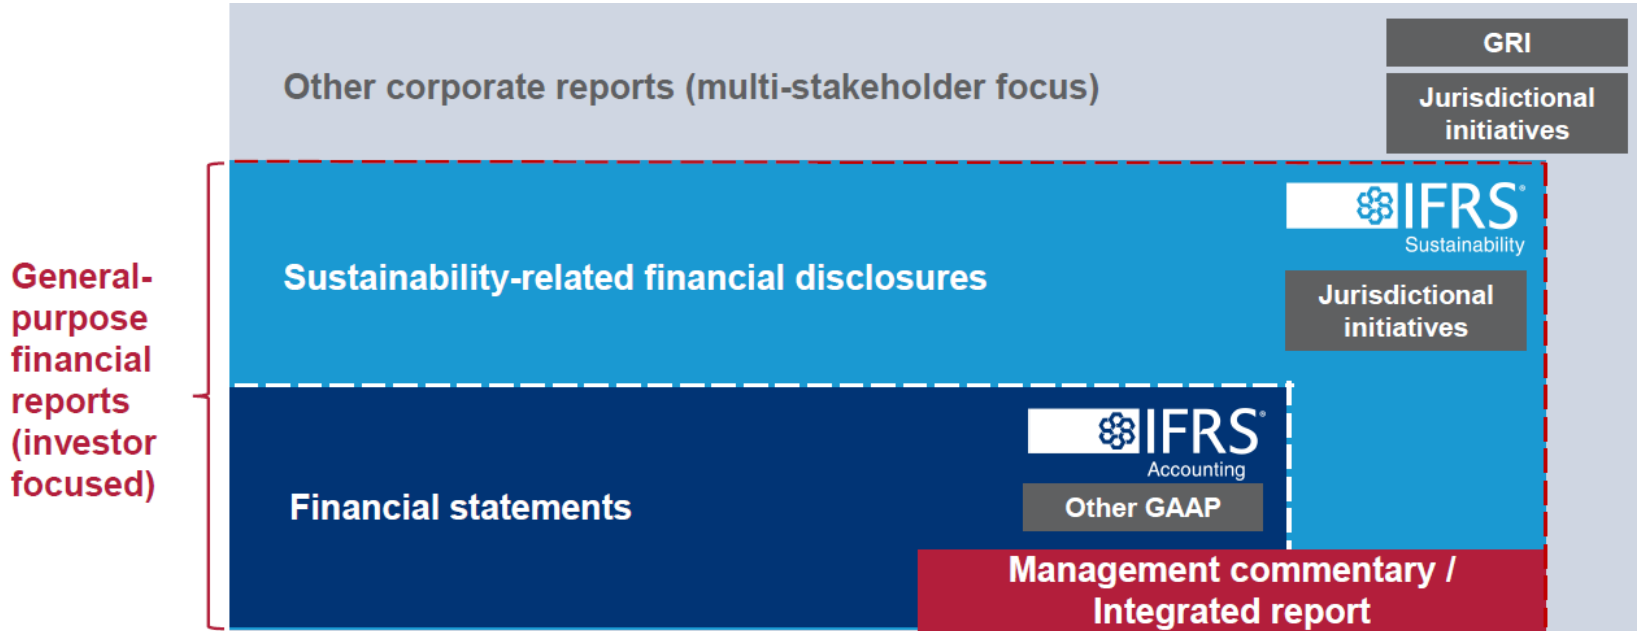 GRI
Other corporate reports (multi-stakeholder focus)
Jurisdictional
initiatives
IFRS®
Sustainability
General-
purpose
financial
reports
(investor
focused)
Sustainability-related financial disclosures
Jurisdictional
initiatives
IFRS®
Accounting
Financial statements
Other GAAP
Management commentary /
Integrated report